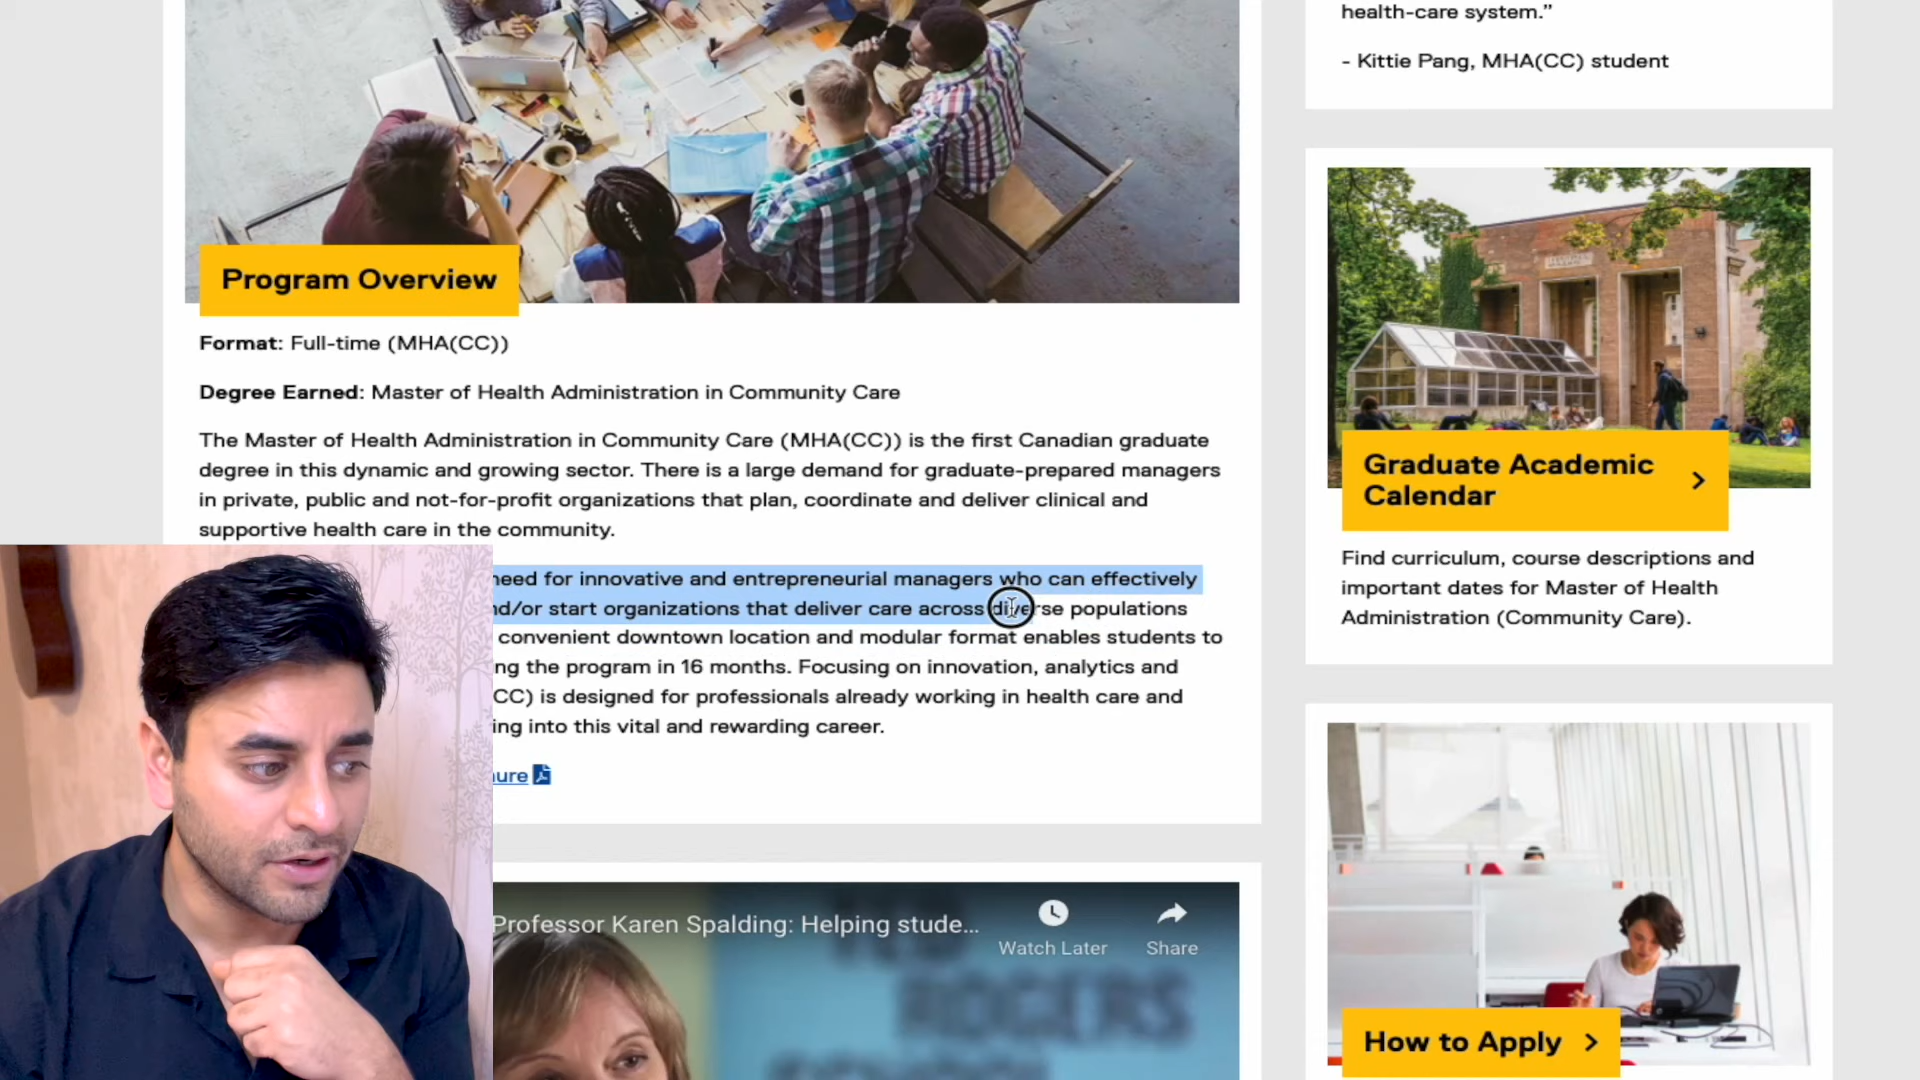 health-care system.”
- Kittie Pang, MHA(CC) student
Program Overview
Format: Full-time (MHA(CC))
Degree Earned: Master of Health Administration in Community Care
The Master of Health Administration in Community Care (MHA(CC)) is the first Canadian graduate
degree in this dynamic and growing sector. There is a large demand for graduate-prepared managers
in private, public and not-for-profit organizations that plan, coordinate and deliver clinical and
supportive health care in the community.
need for innovative and entrepreneurial managers who can effectively
nd/or start organizations that deliver care across diverse populations
convenient downtown location and modular format enables students to
ng the program in 16 months. Focusing on innovation, analytics and
CC) is designed for professionals already working in health care and
ing into this vital and rewarding career.
ure
Professor Karen Spalding: Helping stude...
Watch Later
Share
ROGERS
Graduate Academic
Calendar
Find curriculum, course descriptions and
important dates for Master of Health
Administration (Community Care).
How to Apply